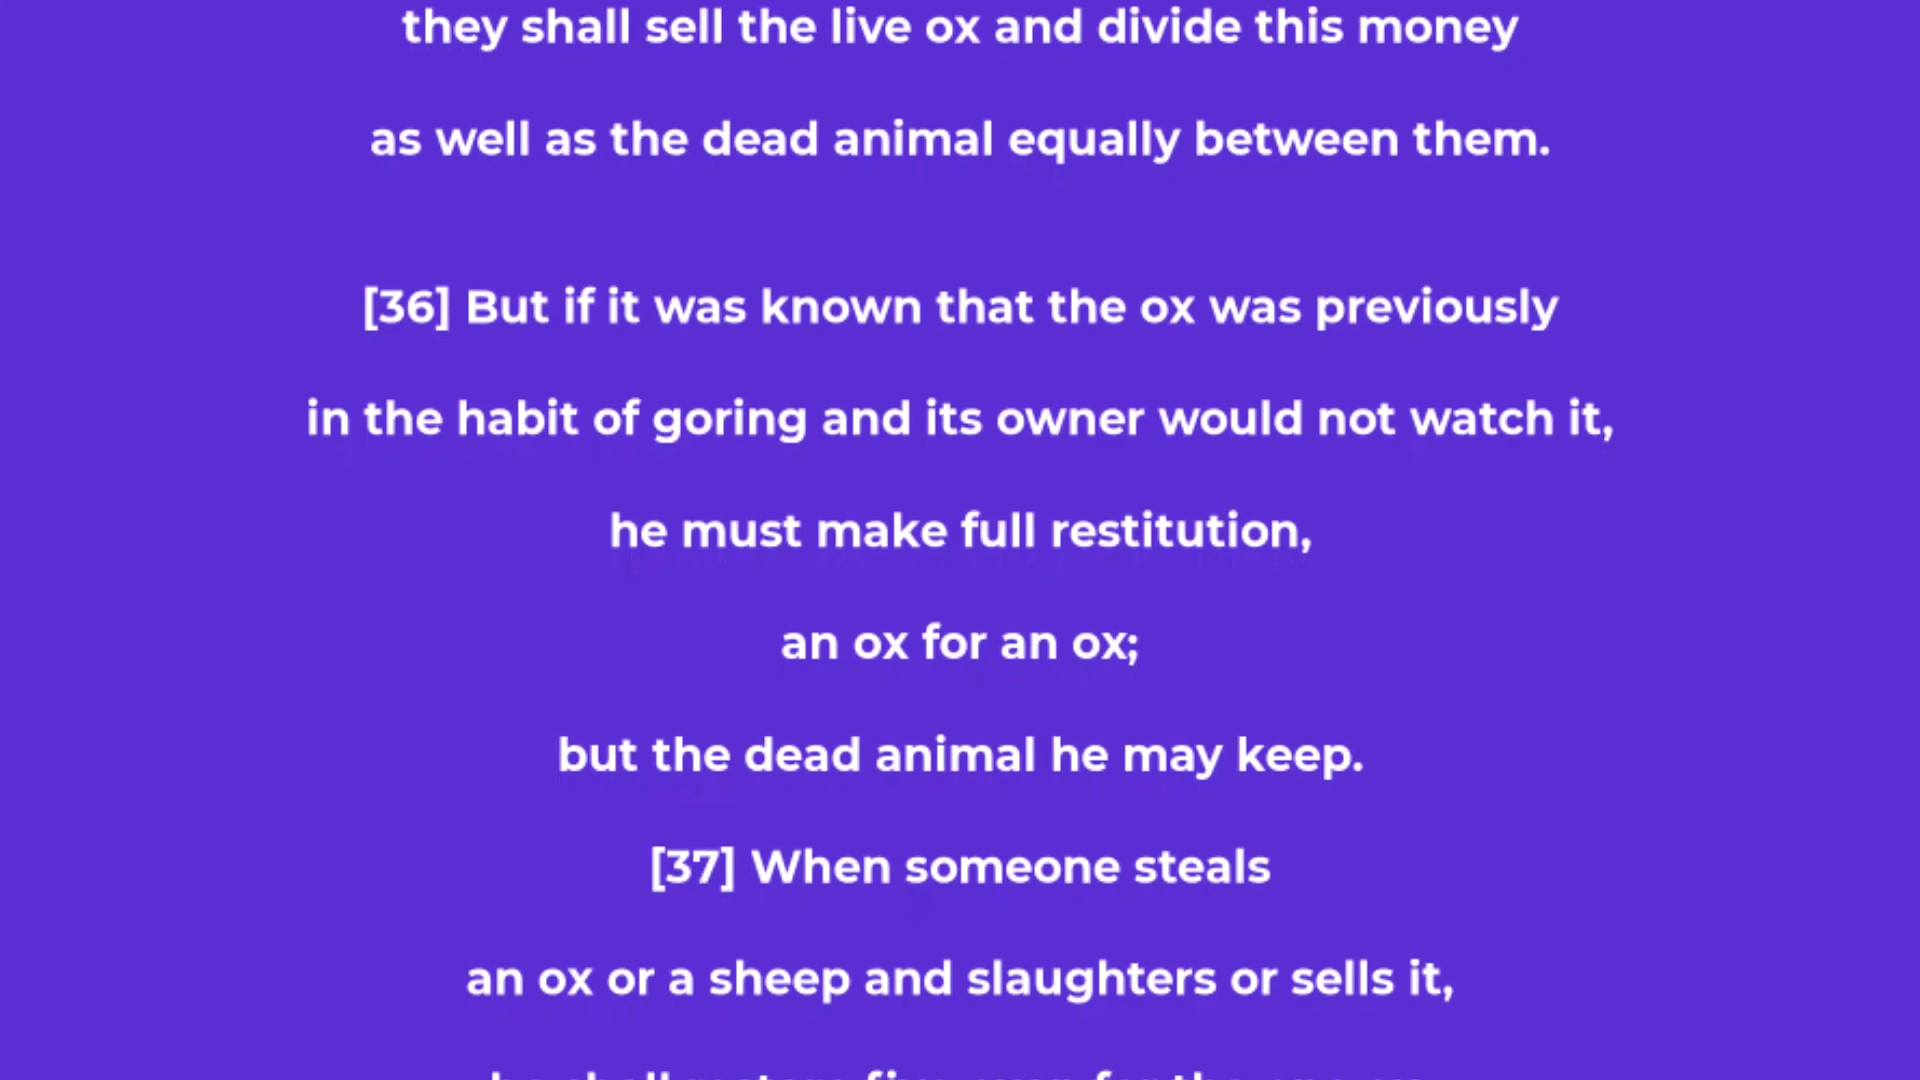 they shall sell the live ox and divide this money
as well as the dead animal equally between them.
[36] But if it was known that the ox was previously
in the habit of goring and its owner would not watch it,
he must make full restitution,
an ox for an ox;
but the dead animal he may keep.
[37] When someone steals
an ox or a sheep and slaughters or sells it,